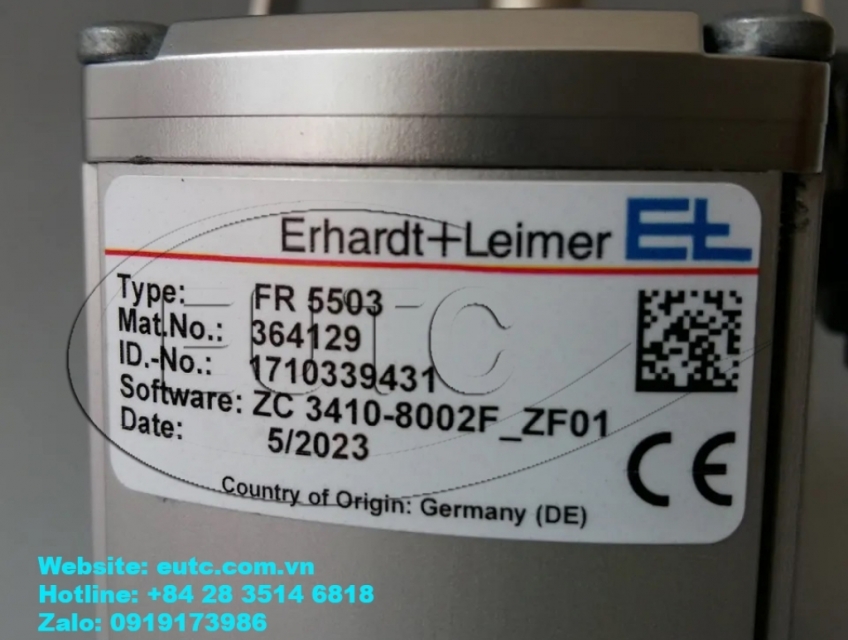 Erhardt+Leimer E+L
Type: FR 5503
Mat.No.: 364129
ID.-No.: 1710339431
Software: ZC 3410-8002F_ZF01
Date: 5/2023
CE
Country of Origin: Germany (DE)
EUTC
Website: eutc.com.vn
Hotline: +84 28 3514 6818
Zalo: 0919173986